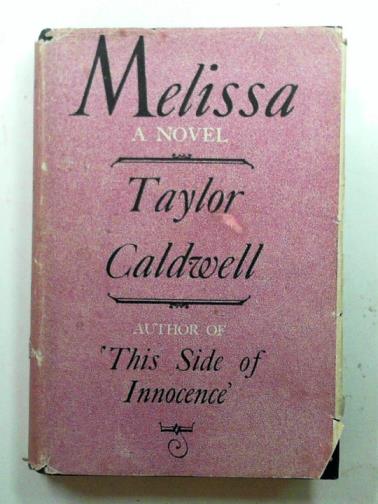 Melissa
A NOVEL
Taylor
Caldwell
AUTHOR OF
'This Side of
Innocence'